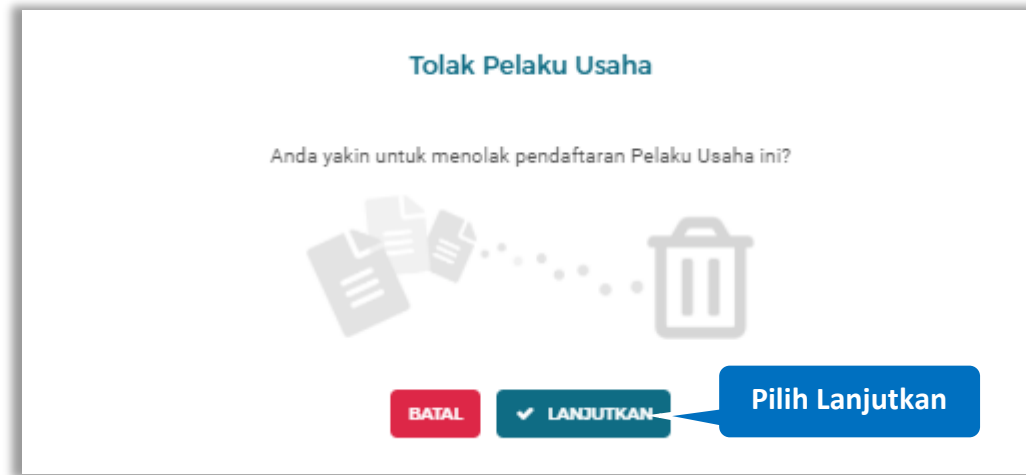 Tolak Pelaku Usaha
Anda yakin untuk menolak pendaftaran Pelaku Usaha ini?
BATAL
LANJUTKAN
Pilih Lanjutkan